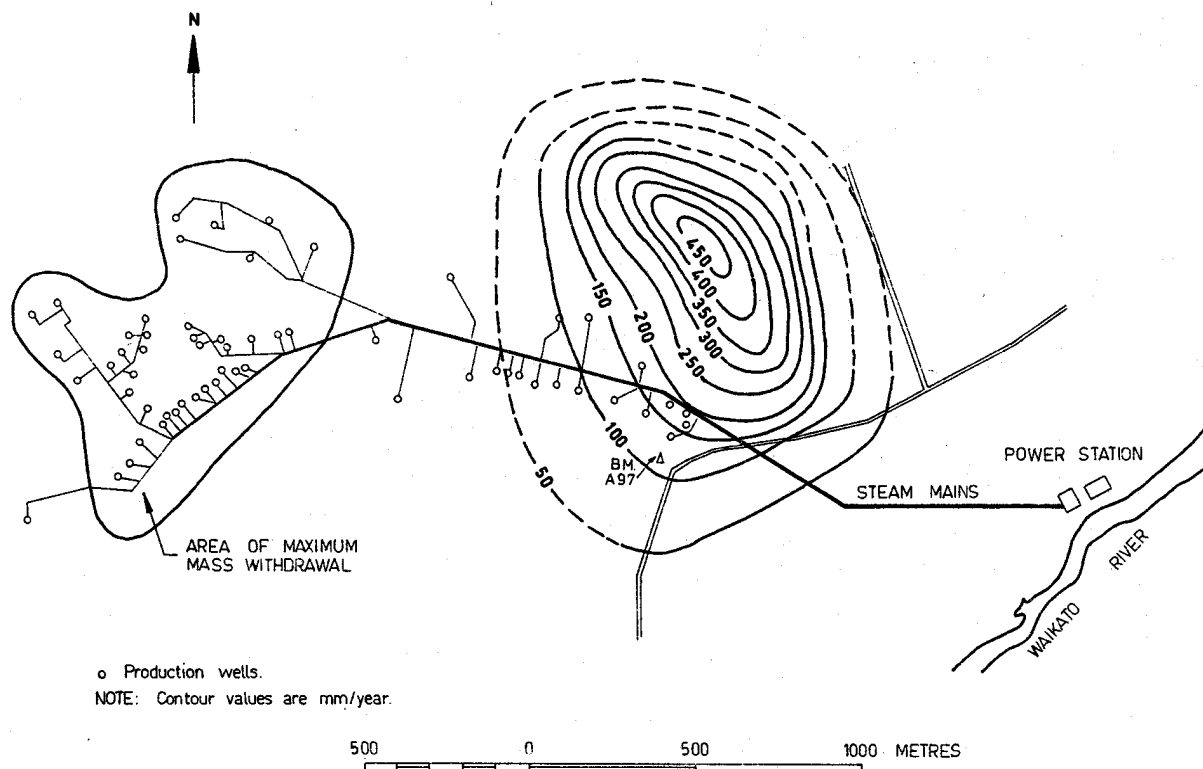 N
450
400
350
300
250
200
150
100
50
BM.
A97
POWER STATION
STEAM MAINS
WAIKATO RIVER
AREA OF MAXIMUM
MASS WITHDRAWAL
o Production wells.
NOTE: Contour values are mm/year.
500 0 500 1000 METRES